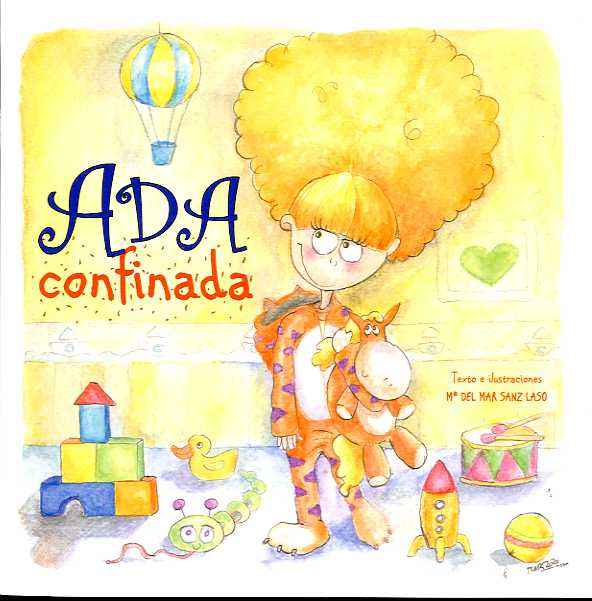 ADA
confinada
Texto e ilustraciones
Mª DEL MAR SANZ LASO